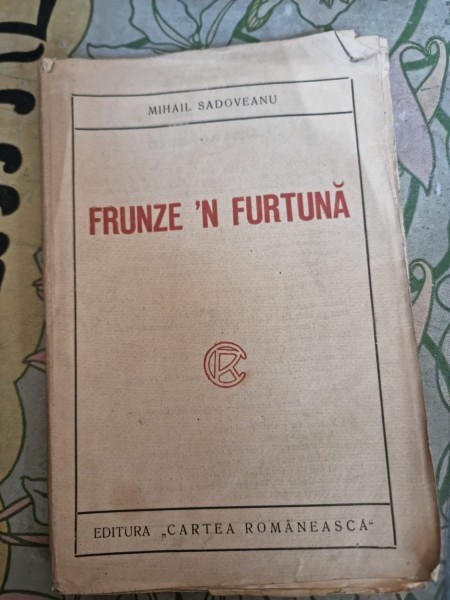 MIHAIL SADOVEANU
FRUNZE 'N FURTUNĂ
CR
EDITURA „CARTEA ROMÂNEASCĂ“